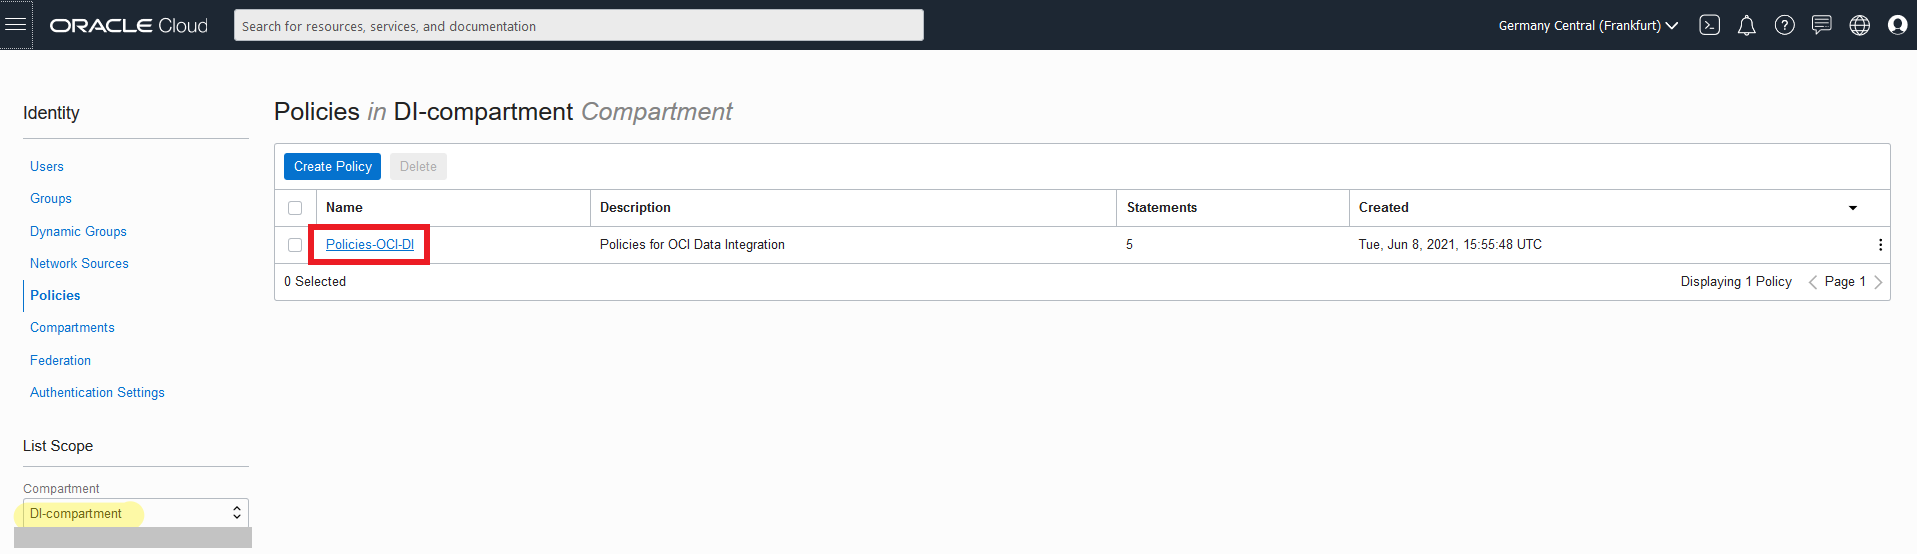 ORACLE Cloud
Search for resources, services, and documentation
Germany Central (Frankfurt)
Identity
Users
Groups
Dynamic Groups
Network Sources
Policies
Compartments
Federation
Authentication Settings
List Scope
Compartment
DI-compartment
Policies in DI-compartment Compartment
Create Policy Delete
Name Description Statements Created
Policies-OCI-DI Policies for OCI Data Integration 5 Tue, Jun 8, 2021, 15:55:48 UTC
0 Selected Displaying 1 Policy Page 1